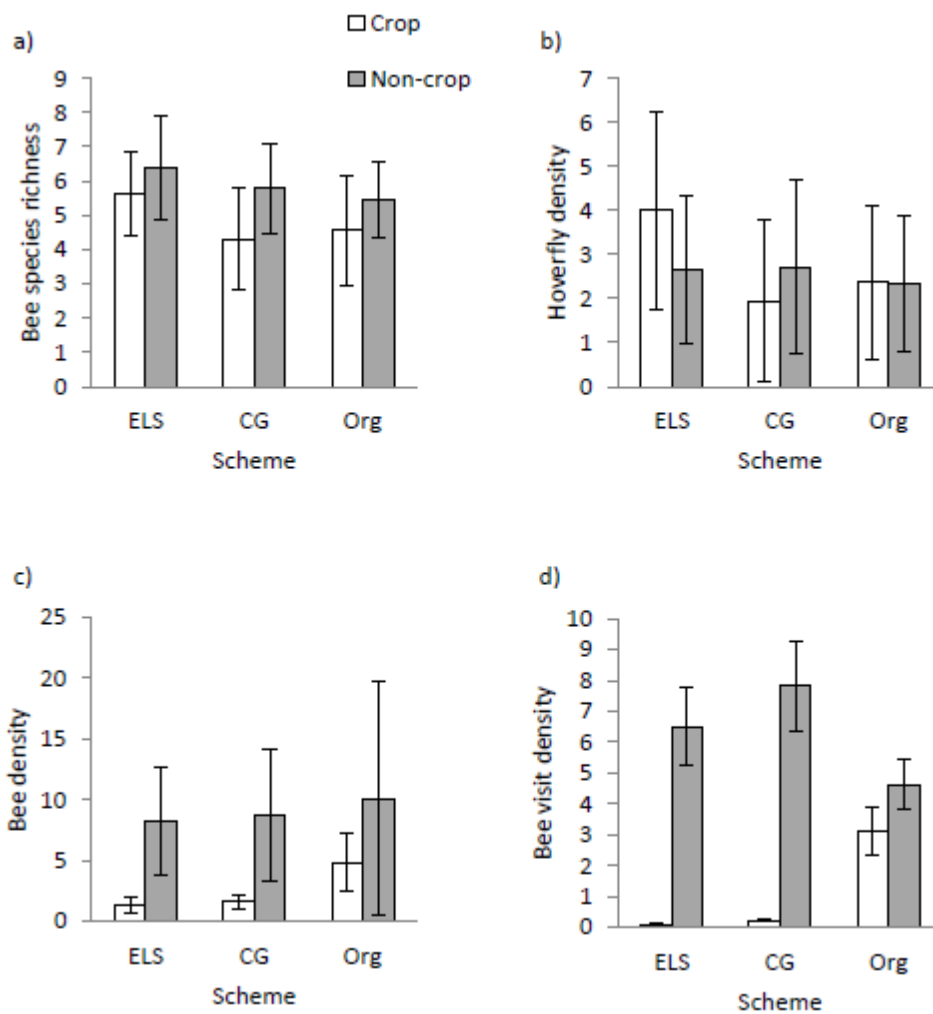 a)
Crop
Non-crop
9
8
7
6
5
4
3
2
1
0
Bee species richness
ELS CG Org
Scheme
b)
7
6
5
4
3
2
1
0
Hoverfly density
ELS CG Org
Scheme
c)
25
20
15
10
5
0
Bee density
ELS CG Org
Scheme
d)
10
9
8
7
6
5
4
3
2
1
0
Bee visit density
ELS CG Org
Scheme